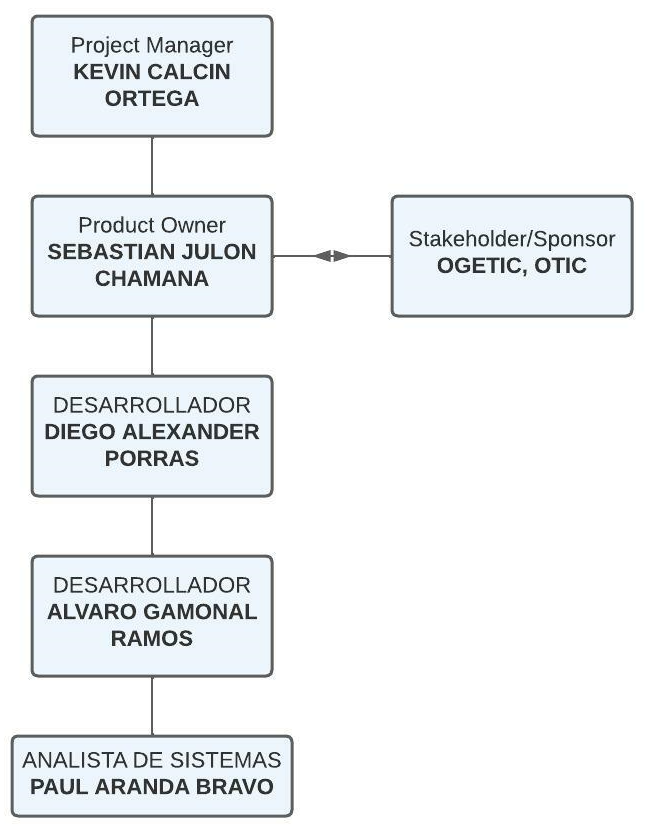 Project Manager
KEVIN CALCIN
ORTEGA
Product Owner
SEBASTIAN JULON
CHAMANA
Stakeholder/Sponsor
OGETIC, OTIC
DESARROLLADOR
DIEGO ALEXANDER
PORRAS
DESARROLLADOR
ALVARO GAMONAL
RAMOS
ANALISTA DE SISTEMAS
PAUL ARANDA BRAVO